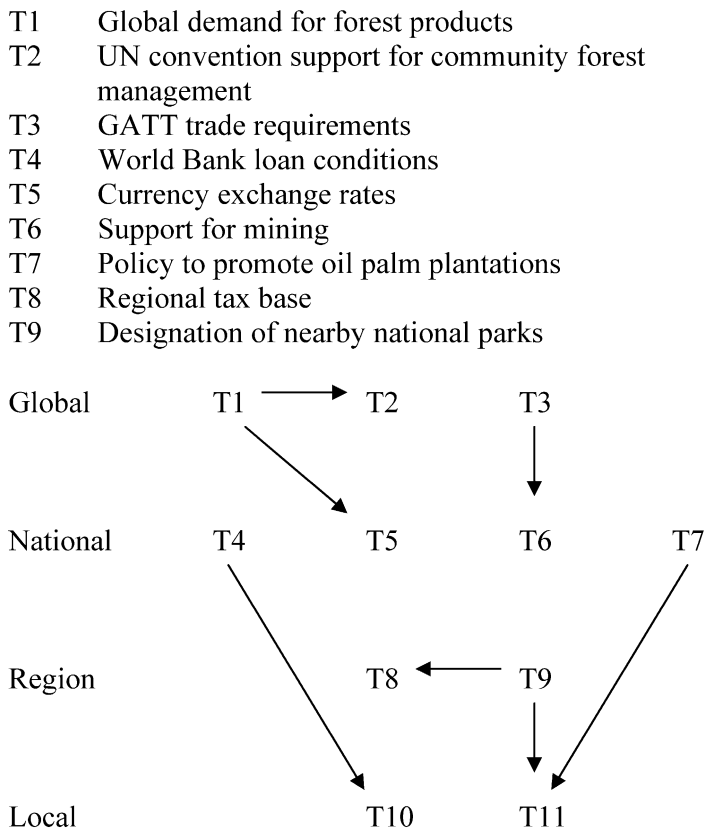 T1 Global demand for forest products
T2 UN convention support for community forest
management
T3 GATT trade requirements
T4 World Bank loan conditions
T5 Currency exchange rates
T6 Support for mining
T7 Policy to promote oil palm plantations
T8 Regional tax base
T9 Designation of nearby national parks
Global T1 T2 T3
National T4 T5 T6 T7
Region T8 T9
Local T10 T11